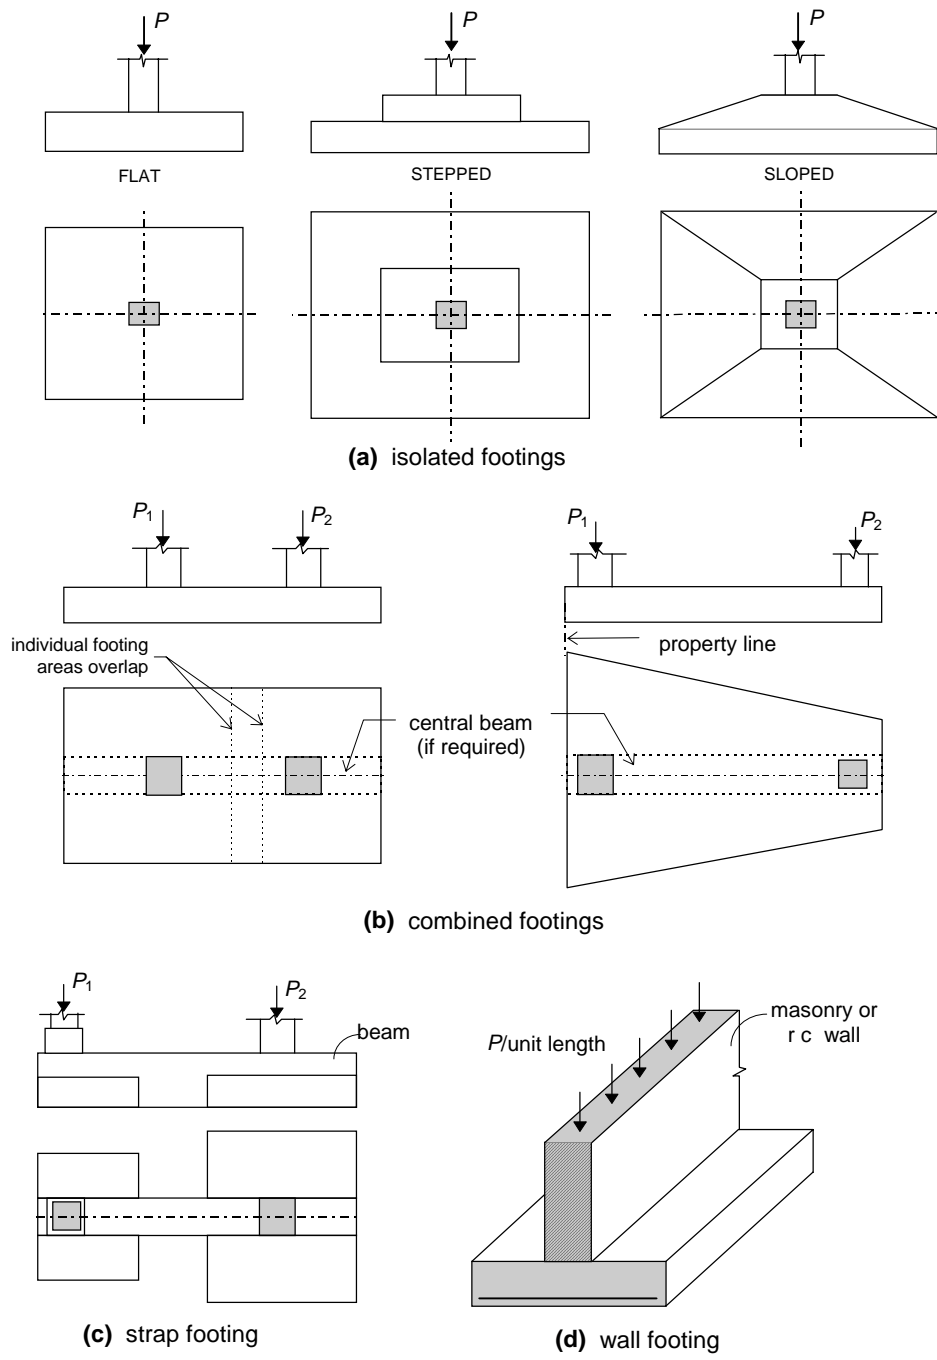 P
P
P
FLAT
STEPPED
SLOPED
(a) isolated footings
P1
P2
P1
P2
individual footing
areas overlap
property line
central beam
(if required)
(b) combined footings
P1
P2
beam
P/unit length
masonry or
r c wall
(c) strap footing
(d) wall footing